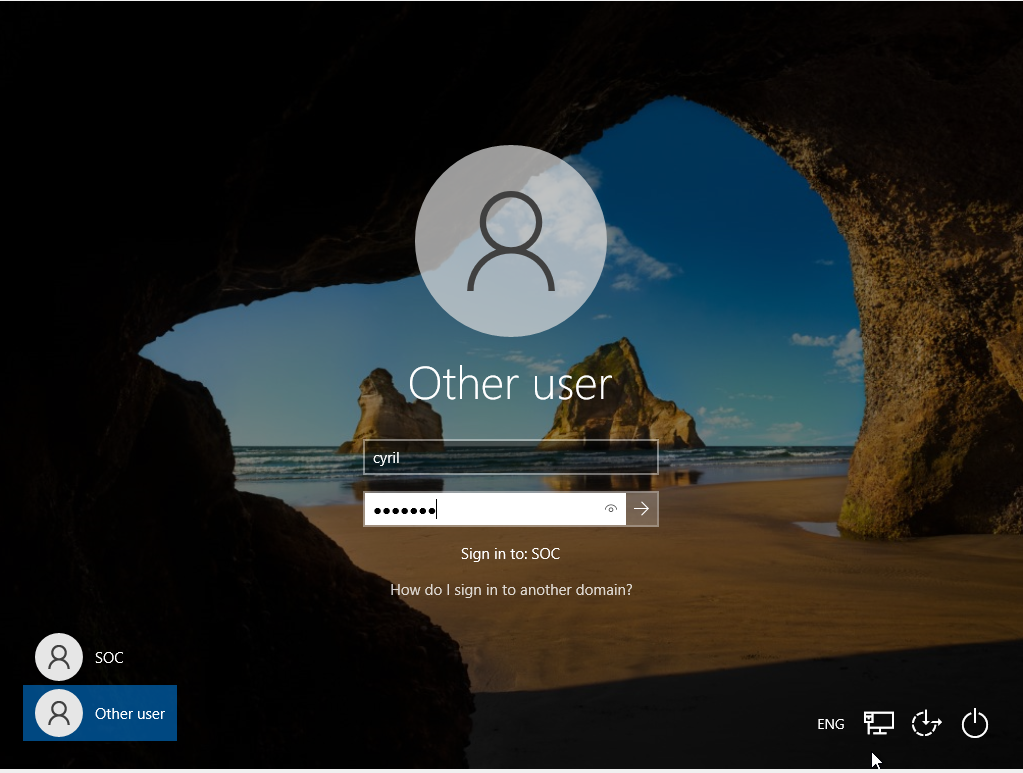 Other user
cyril
Sign in to: SOC
How do I sign in to another domain?
SOC
Other user
ENG